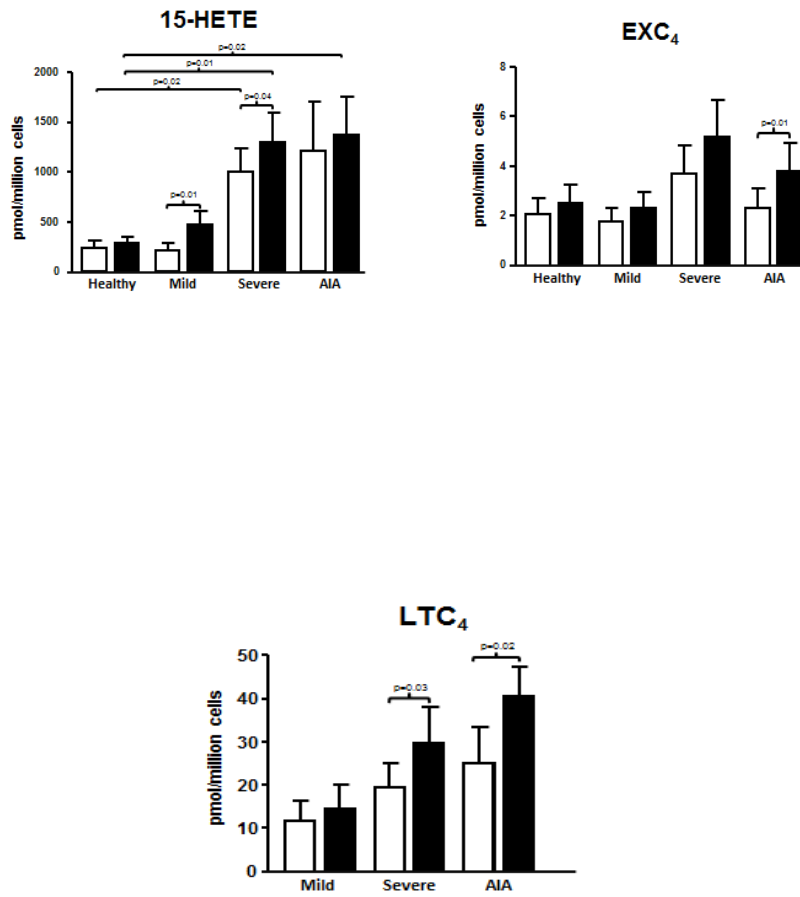 15-HETE
p=0.02
p=0.01
p=0.02
p=0.04
p=0.01
2000
1500
1000
500
0
pmol/million cells
Healthy Mild Severe AIA
EXC4
p=0.01
8
6
4
2
0
pmol/million cells
Healthy Mild Severe AIA
LTC4
p=0.02
p=0.03
50
40
30
20
10
0
pmol/million cells
Mild Severe AIA